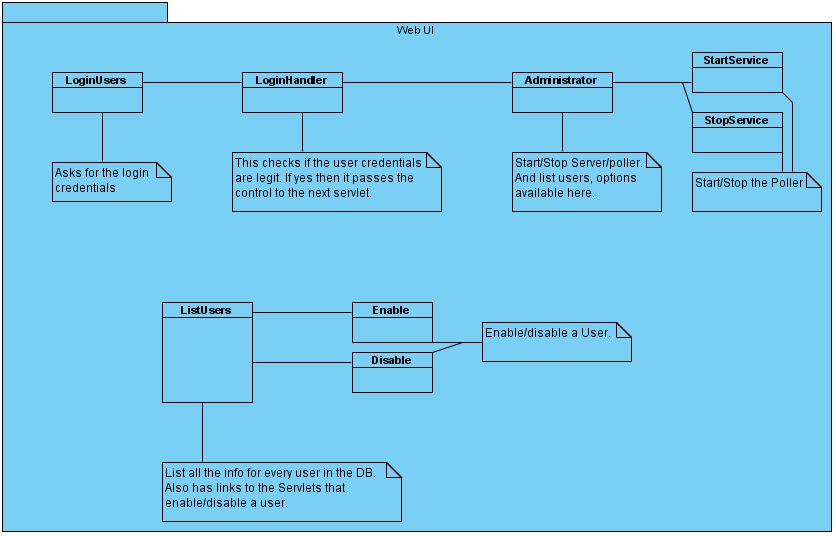 Web UI
LoginUsers
LoginHandler
Administrator
StartService
StopService
Asks for the login
credentials
This checks if the user credentials
are legit. If yes then it passes the
control to the next servlet.
Start/Stop Server/poller.
And list users, options
available here.
Start/Stop the Poller
ListUsers
Enable
Disable
Enable/disable a User.
List all the info for every user in the DB.
Also has links to the Servlets that
enable/disable a user.